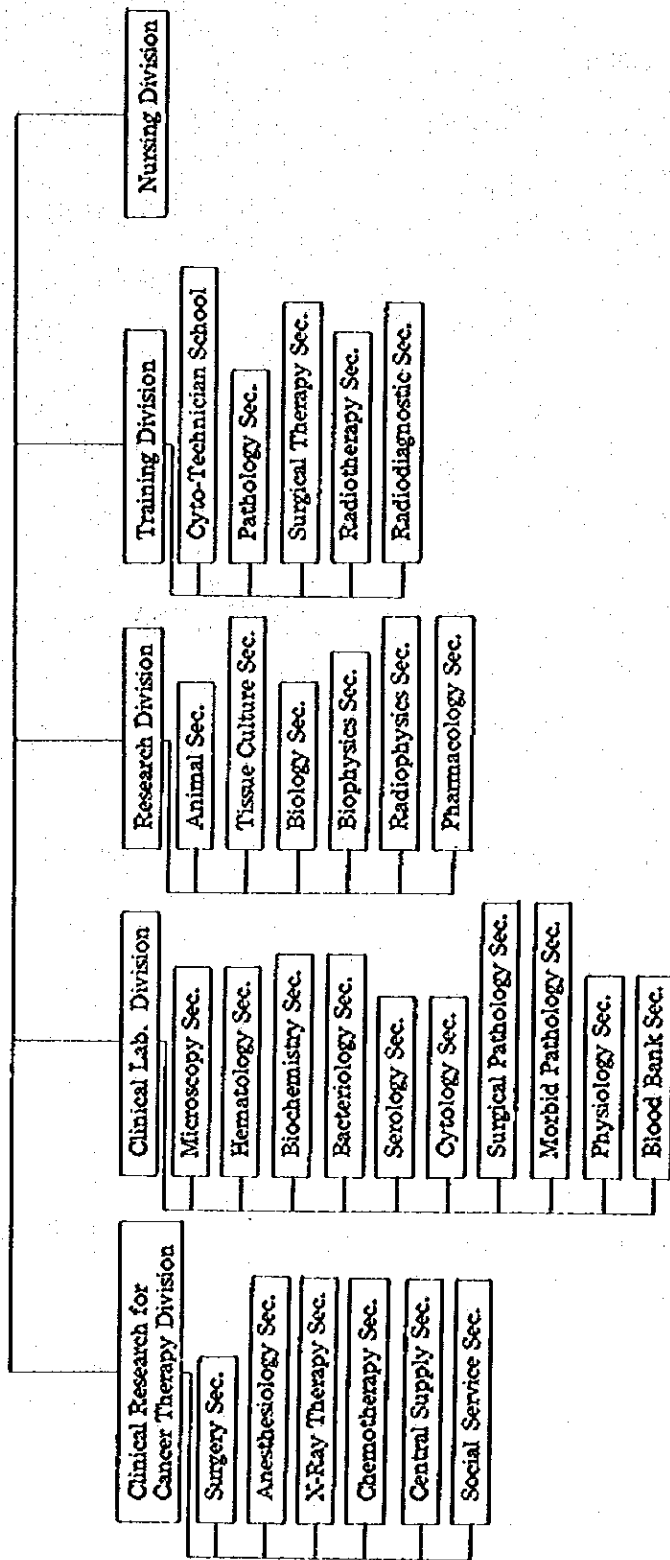 Clinical Research for
Cancer Therapy Division
Surgery Sec.
Anesthesiology Sec.
X-Ray Therapy Sec.
Chemotherapy Sec.
Central Supply Sec.
Social Service Sec.
Clinical Lab. Division
Microscopy Sec.
Hematology Sec.
Biochemistry Sec.
Bacteriology Sec.
Serology Sec.
Cytology Sec.
Surgical Pathology Sec.
Morbid Pathology Sec.
Physiology Sec.
Blood Bank Sec.
Research Division
Animal Sec.
Tissue Culture Sec.
Biology Sec.
Biophysics Sec.
Radiophysics Sec.
Pharmacology Sec.
Training Division
Cyto-Technician School
Pathology Sec.
Surgical Therapy Sec.
Radiotherapy Sec.
Radiodiagnostic Sec.
Nursing Division